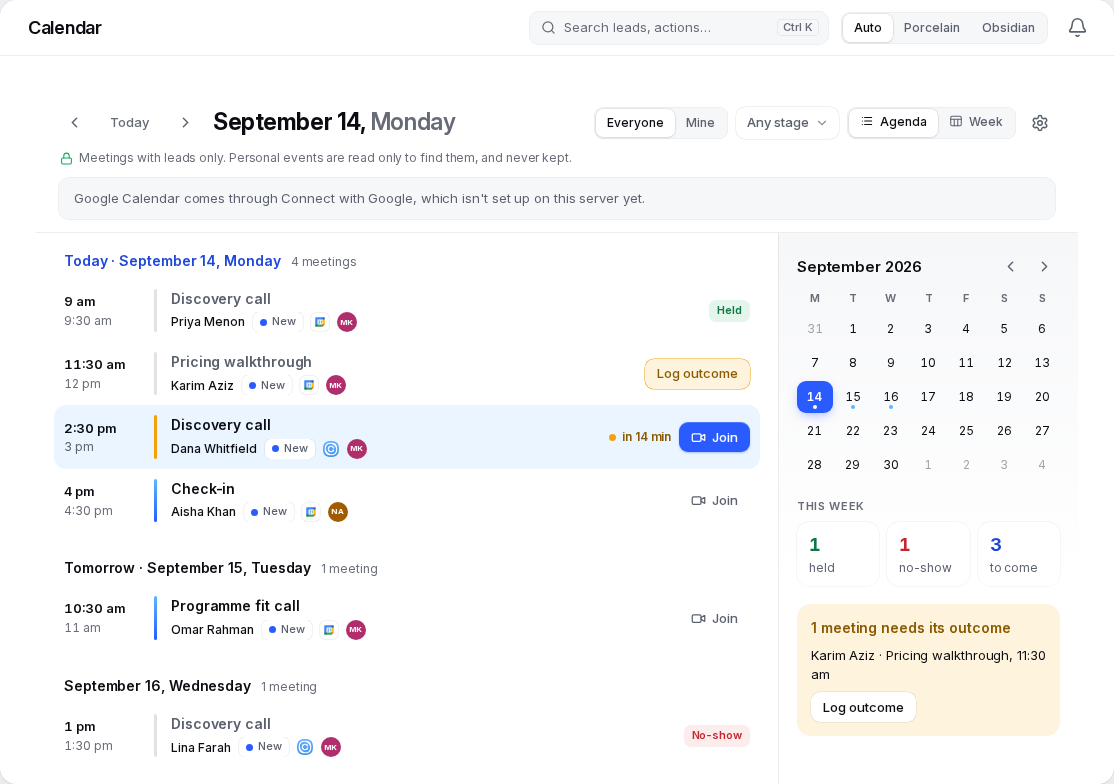 Calendar
Search leads, actions… Ctrl K
Auto Porcelain Obsidian
Today
September 14, Monday
Everyone Mine
Any stage
Agenda Week
Meetings with leads only. Personal events are read only to find them, and never kept.
Google Calendar comes through Connect with Google, which isn't set up on this server yet.
Today · September 14, Monday 4 meetings
9 am
9:30 am
Discovery call
Priya Menon New MK
Held
11:30 am
12 pm
Pricing walkthrough
Karim Aziz New MK
Log outcome
2:30 pm
3 pm
Discovery call
Dana Whitfield New MK
in 14 min Join
4 pm
4:30 pm
Check-in
Aisha Khan New NA
Join
Tomorrow · September 15, Tuesday 1 meeting
10:30 am
11 am
Programme fit call
Omar Rahman New MK
Join
September 16, Wednesday 1 meeting
1 pm
1:30 pm
Discovery call
Lina Farah New MK
No-show
September 2026
M T W T F S S
31 1 2 3 4 5 6
7 8 9 10 11 12 13
14 15 16 17 18 19 20
21 22 23 24 25 26 27
28 29 30 1 2 3 4
THIS WEEK
1 held
1 no-show
3 to come
1 meeting needs its outcome
Karim Aziz · Pricing walkthrough, 11:30
am
Log outcome